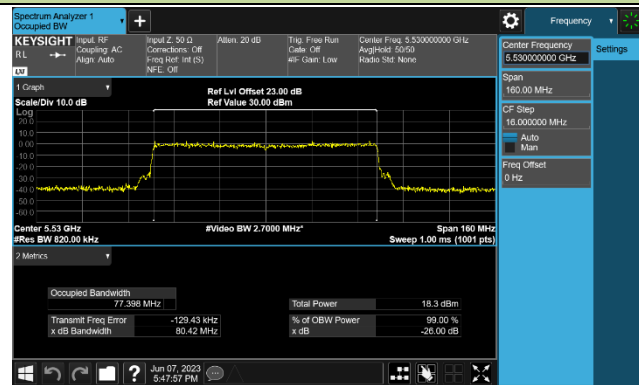 Spectrum Analyzer 1
Occupied BW
Frequency
KEYSIGHT
Input: RF
Input Z: 50 Ω
Atten: 20 dB
Trig: Free Run
Center Freq: 5.530000000 GHz
RL
Coupling: AC
Corrections: Off
Gate: Off
Avg|Hold: 50/50
Align: Auto
Freq Ref: Int (S)
#IF Gain: Low
Radio Std: None
NFE: Off
Center Frequency
5.530000000 GHz
Settings
Span
160.00 MHz
CF Step
16.000000 MHz
Auto
Man
Freq Offset
0 Hz
1 Graph
Ref Lvl Offset 23.00 dB
Scale/Div 10.0 dB
Ref Value 30.00 dBm
Log
20.0
10.0
0.00
-10.0
-20.0
-30.0
-40.0
-50.0
-60.0
Center 5.53 GHz
#Video BW 2.7000 MHz*
Span 160 MHz
#Res BW 820.00 kHz
Sweep 1.00 ms (1001 pts)
2 Metrics
Occupied Bandwidth
77.398 MHz
Total Power
18.3 dBm
Transmit Freq Error
-129.43 kHz
% of OBW Power
99.00 %
x dB Bandwidth
80.42 MHz
x dB
-26.00 dB
Jun 07, 2023
5:47:57 PM